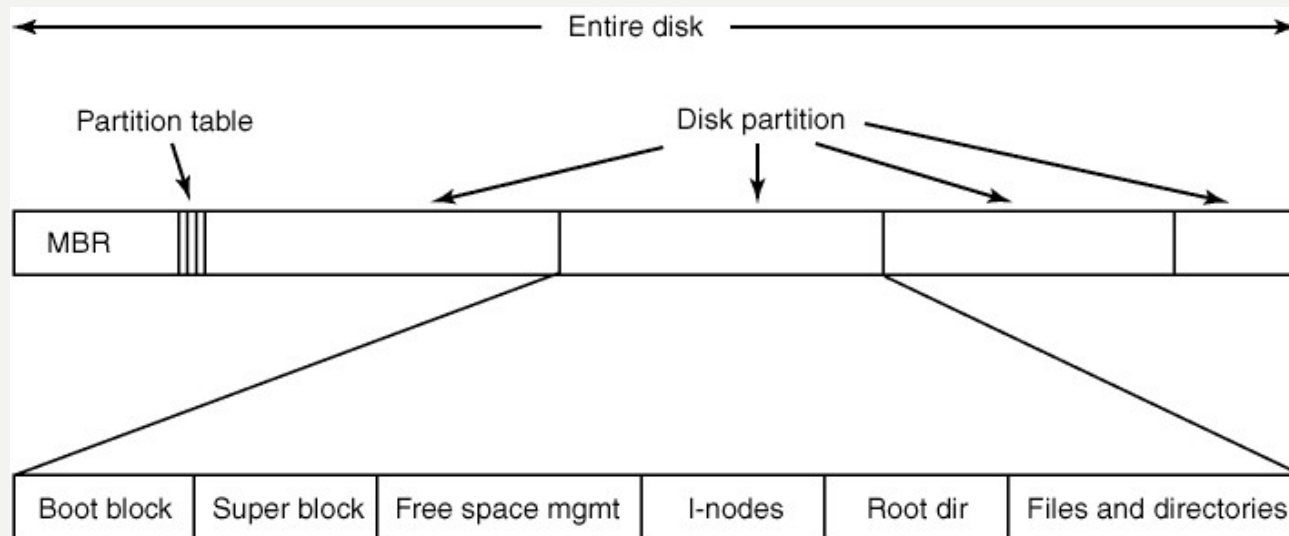 Entire disk
Partition table
Disk partition
MBR
Boot block
Super block
Free space mgmt
I-nodes
Root dir
Files and directories